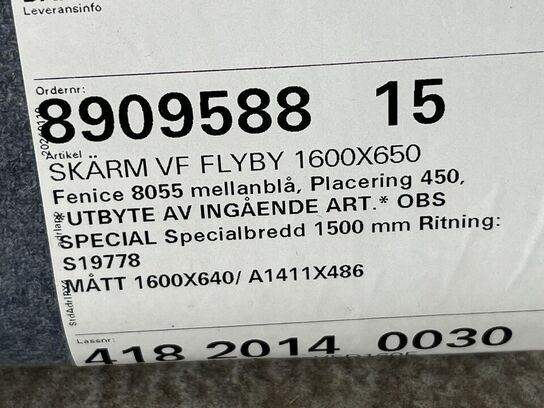 Leveransinfo
Ordernr:
8909588 15
Artikel
SKÄRM VF FLYBY 1600X650
Fenice 8055 mellanblå, Placering 450,
*UTBYTE AV INGÅENDE ART.* OBS
SPECIAL Specialbredd 1500 mm Ritning:
S19778
MÅTT 1600X640/ A1411X486
Lassnr:
418 2014 0030